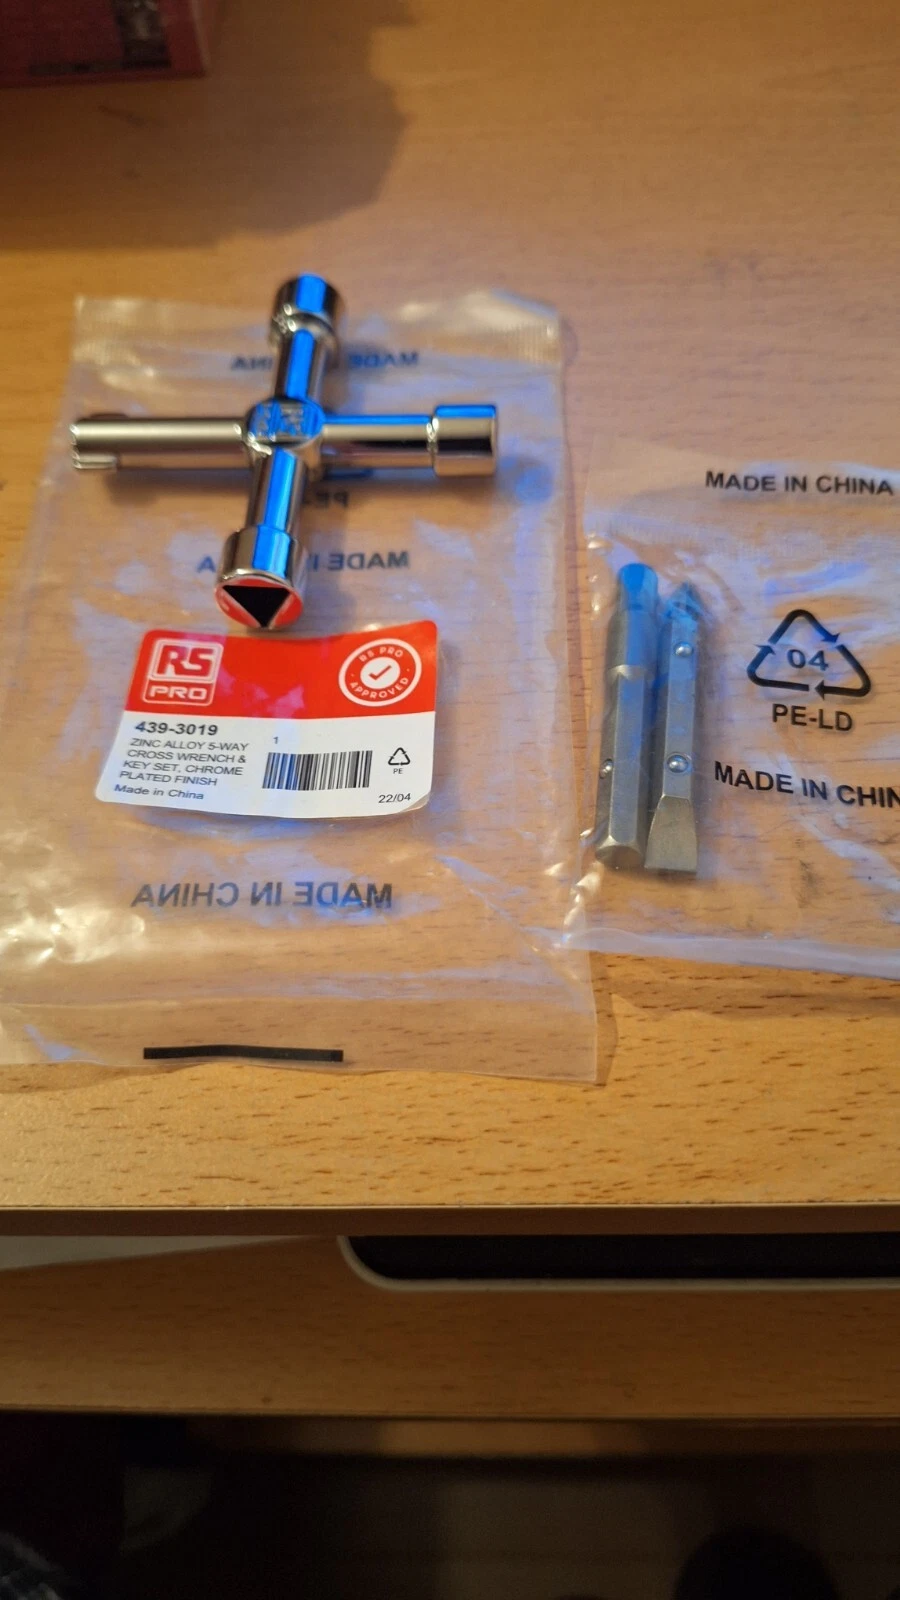 MADE IN CHINA
PE-
MADE IN
A
RS
PRO
RS PRO
APPROVED
439-3019
1
ZINC ALLOY 5-WAY
CROSS WRENCH &
KEY SET, CHROME
PLATED FINISH
Made in China
PE
22/04
MADE IN CHINA
MADE IN CHINA
04
PE-LD
MADE IN CHIN